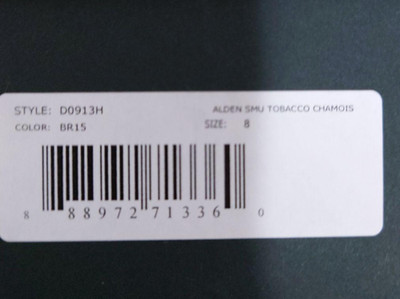 STYLE: D0913H ALDEN SMU TOBACCO CHAMOIS
COLOR: BR15 SIZE: 8
8 88972 71336 0